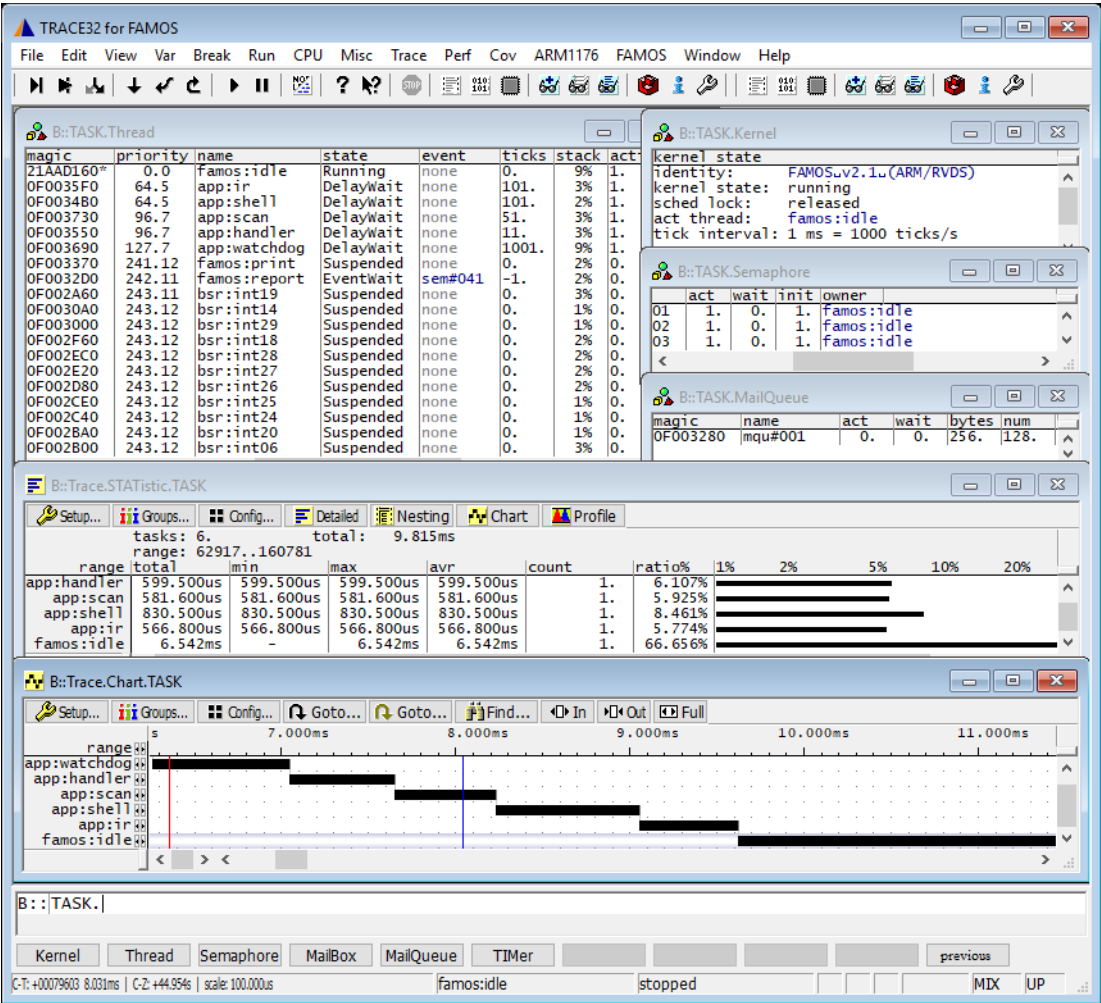 TRACE32 for FAMOS
File Edit View Var Break Run CPU Misc Trace Perf Cov ARM1176 FAMOS Window Help
B::TASK.Thread
magic priority name state event ticks stack acti
21AAD160* 0.0 famos:idle Running none 0. 9% 1.
0F0035F0 64.5 app:ir DelayWait none 101. 3% 1.
0F0034B0 64.5 app:shell DelayWait none 101. 2% 1.
0F003730 96.7 app:scan DelayWait none 51. 3% 1.
0F003550 96.7 app:handler DelayWait none 11. 3% 1.
0F003690 127.7 app:watchdog DelayWait none 1001. 9% 1.
0F003370 241.12 famos:print Suspended none 0. 2% 0.
0F0032D0 242.11 famos:report EventWait sem#041 -1. 2% 0.
0F002A60 243.11 bsr:int19 Suspended none 0. 3% 0.
0F0030A0 243.12 bsr:int14 Suspended none 0. 1% 0.
0F003000 243.12 bsr:int29 Suspended none 0. 1% 0.
0F002F60 243.12 bsr:int18 Suspended none 0. 2% 0.
0F002EC0 243.12 bsr:int28 Suspended none 0. 2% 0.
0F002E20 243.12 bsr:int27 Suspended none 0. 2% 0.
0F002D80 243.12 bsr:int26 Suspended none 0. 2% 0.
0F002CE0 243.12 bsr:int25 Suspended none 0. 1% 0.
0F002C40 243.12 bsr:int24 Suspended none 0. 1% 0.
0F002BA0 243.12 bsr:int20 Suspended none 0. 1% 0.
0F002B00 243.12 bsr:int06 Suspended none 0. 3% 0.
B::TASK.Kernel
kernel state
identity: FAMOS␣v2.1␣(ARM/RVDS)
kernel state: running
sched lock: released
act thread: famos:idle
tick interval: 1 ms = 1000 ticks/s
B::TASK.Semaphore
act wait init owner
01 1. 0. 1. famos:idle
02 1. 0. 1. famos:idle
03 1. 0. 1. famos:idle
B::TASK.MailQueue
magic name act wait bytes num
0F003280 mqu#001 0. 0. 256. 128.
B::Trace.STATistic.TASK
Setup... Groups... Config... Detailed Nesting Chart Profile
tasks: 6. total: 9.815ms
range: 62917..160781
range total min max avr count ratio% 1% 2% 5% 10% 20%
app:handler 599.500us 599.500us 599.500us 599.500us 1. 6.107%
app:scan 581.600us 581.600us 581.600us 581.600us 1. 5.925%
app:shell 830.500us 830.500us 830.500us 830.500us 1. 8.461%
app:ir 566.800us 566.800us 566.800us 566.800us 1. 5.774%
famos:idle 6.542ms - 6.542ms 6.542ms 1. 66.656%
B::Trace.Chart.TASK
Setup... Groups... Config... Goto... Goto... Find... In Out Full
s 7.000ms 8.000ms 9.000ms 10.000ms 11.000ms
range
app:watchdog
app:handler
app:scan
app:shell
app:ir
famos:idle
B::TASK.
Kernel Thread Semaphore MailBox MailQueue TIMer previous
C-T: +00079603 8.031ms | C-Z: +44.954s | scale: 100.000us famos:idle stopped MIX UP